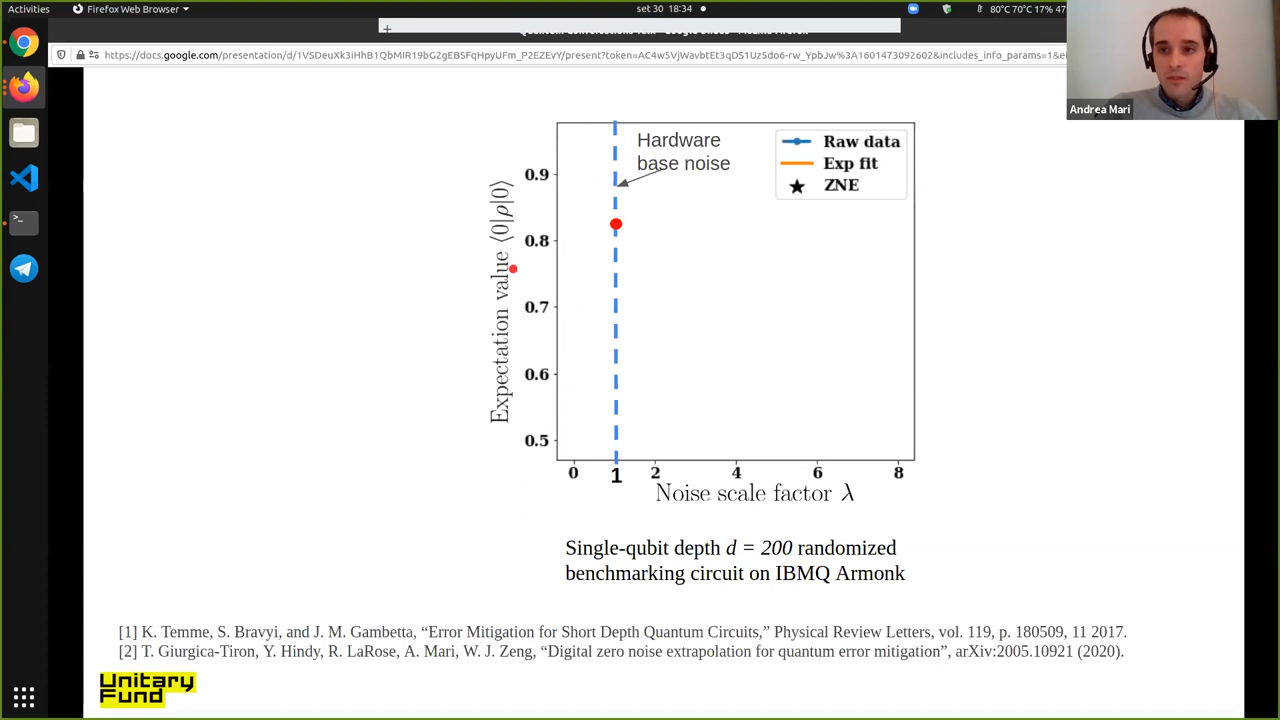 Activities
Firefox Web Browser
set 30 18:34
80°C 70°C 17% 47
https://docs.google.com/presentation/d/1VSDeuXk3iHhB1QbMIR19bG2gEBSFqHpyUFm_P2EZEvY/present?token=AC4w5VjWavbtEt3qDS1Uz5do6-rw_YpbJw%3A1601473092602&includes_info_params=1&e
Andrea Mari
Hardware
base noise
Raw data
Exp fit
ZNE
0.9
0.8
0.7
0.6
0.5
Expectation value ⟨0|ρ|0⟩
0 1 2 4 6 8
Noise scale factor λ
Single-qubit depth d = 200 randomized
benchmarking circuit on IBMQ Armonk
[1] K. Temme, S. Bravyi, and J. M. Gambetta, “Error Mitigation for Short Depth Quantum Circuits,” Physical Review Letters, vol. 119, p. 180509, 11 2017.
[2] T. Giurgica-Tiron, Y. Hindy, R. LaRose, A. Mari, W. J. Zeng, “Digital zero noise extrapolation for quantum error mitigation”, arXiv:2005.10921 (2020).
Unitary
Fund